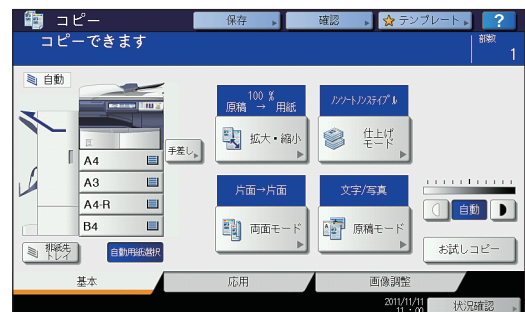 コピー
保存
確認
テンプレート
?
コピーできます
部数
1
自動
100 %
原稿 → 用紙
ノンソートノンステイプル
拡大・縮小
仕上げ
モード
手差し
A4
A3
A4-R
B4
片面→片面
文字/写真
両面モード
原稿モード
自動
排紙先
トレイ
自動用紙選択
お試しコピー
基本
応用
画像調整
2011/11/11
11:00
状況確認